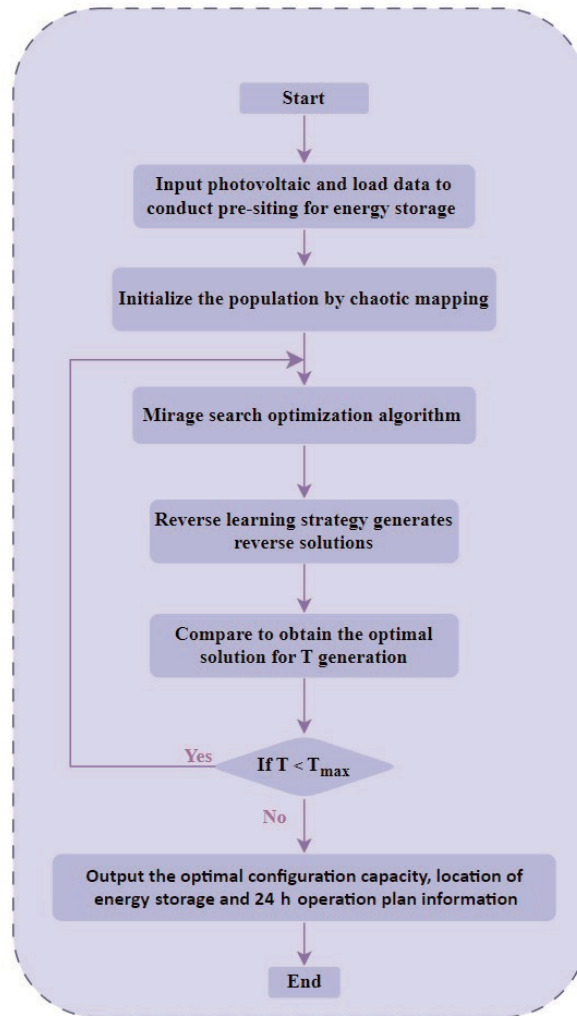 Start
Input photovoltaic and load data to
conduct pre-siting for energy storage
Initialize the population by chaotic mapping
Mirage search optimization algorithm
Reverse learning strategy generates
reverse solutions
Compare to obtain the optimal
solution for T generation
Yes
If T < Tmax
No
Output the optimal configuration capacity, location of
energy storage and 24 h operation plan information
End